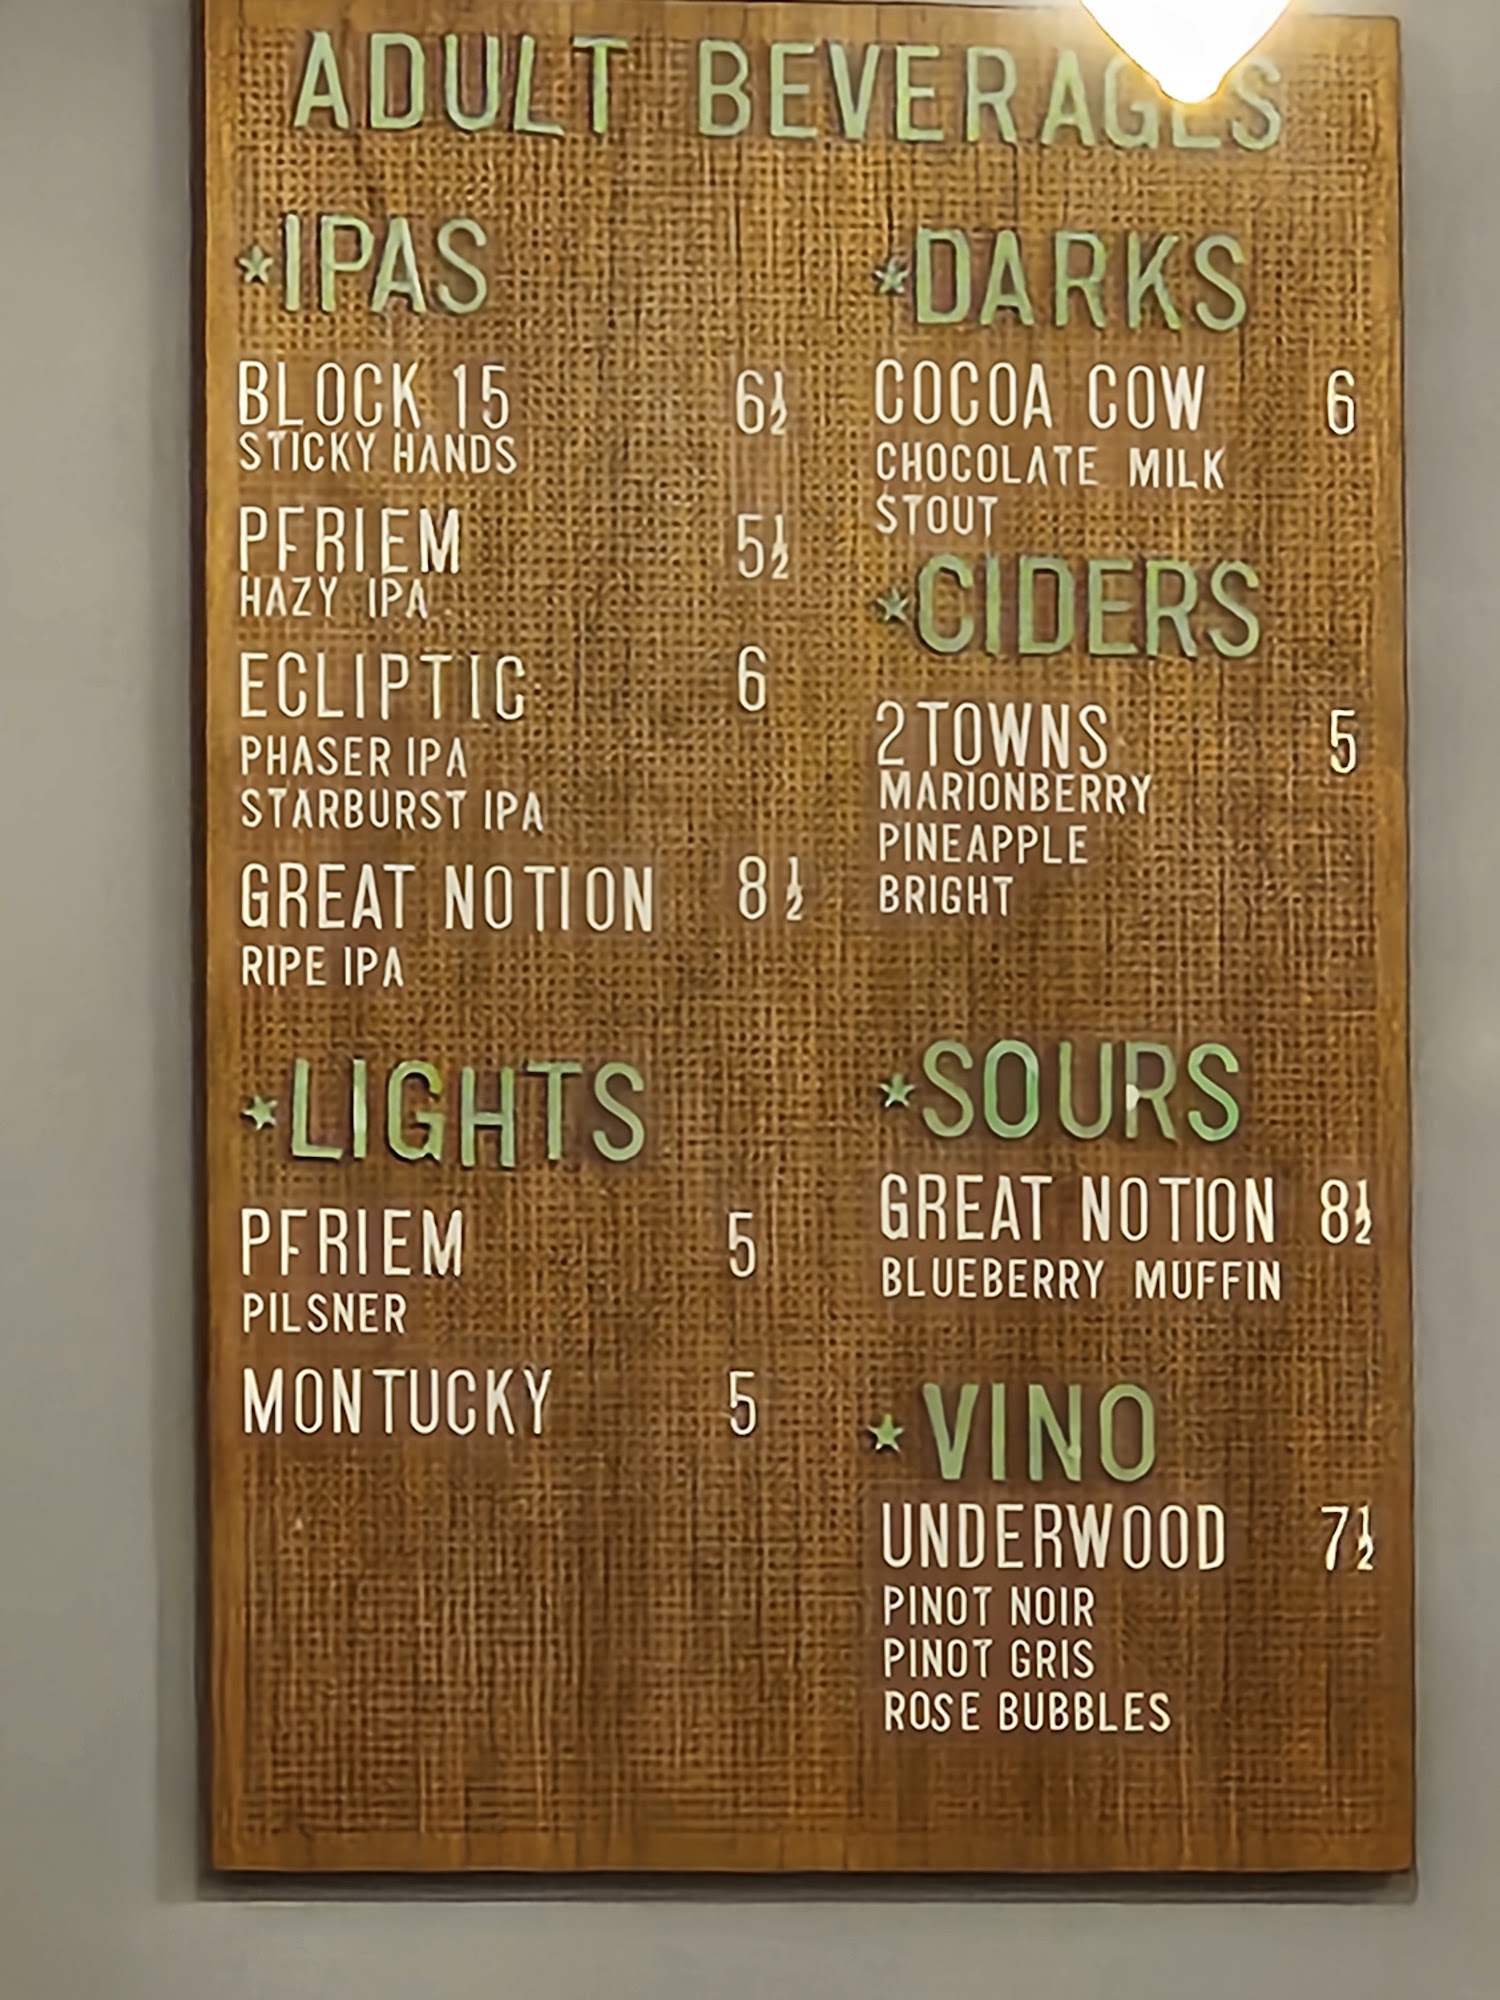 ADULT BEVERAGES
★IPAS
BLOCK 15 6½
STICKY HANDS
PFRIEM 5½
HAZY IPA
ECLIPTIC 6
PHASER IPA
STARBURST IPA
GREAT NOTION 8½
RIPE IPA
★LIGHTS
PFRIEM 5
PILSNER
MONTUCKY 5
★DARKS
COCOA COW 6
CHOCOLATE MILK
STOUT
★CIDERS
2 TOWNS 5
MARIONBERRY
PINEAPPLE
BRIGHT
★SOURS
GREAT NOTION 8½
BLUEBERRY MUFFIN
★VINO
UNDERWOOD 7½
PINOT NOIR
PINOT GRIS
ROSE BUBBLES